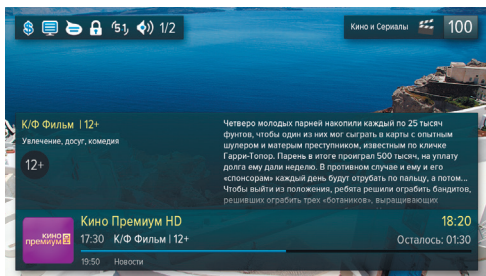 $ 5.1 1/2
Кино и Сериалы 100
К/Ф Фильм | 12+
Увлечение, досуг, комедия
12+
Четверо молодых парней накопили каждый по 25 тысяч
фунтов, чтобы один из них мог сыграть в карты с опытным
шулером и матерым преступником, известным по кличке
Гарри-Топор. Парень в итоге проиграл 500 тысяч, на уплату
долга ему дали неделю. В противном случае и ему и его
«спонсорам» каждый день будут отрубать по пальцу, а потом...
Чтобы выйти из положения, ребята решили ограбить бандитов,
решивших ограбить трех «ботаников», выращивающих
кино
премиум
Кино Премиум HD 18:20
17:30 К/Ф Фильм | 12+ Осталось: 01:30
19:50 Новости